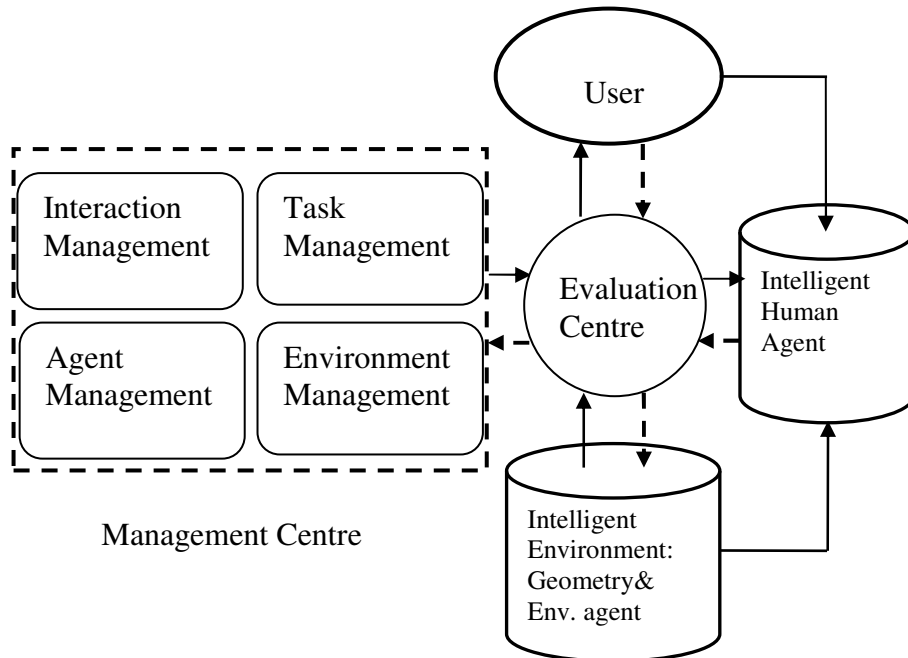 User
Interaction
Management
Task
Management
Agent
Management
Environment
Management
Management Centre
Evaluation
Centre
Intelligent
Human
Agent
Intelligent
Environment:
Geometry&
Env. agent